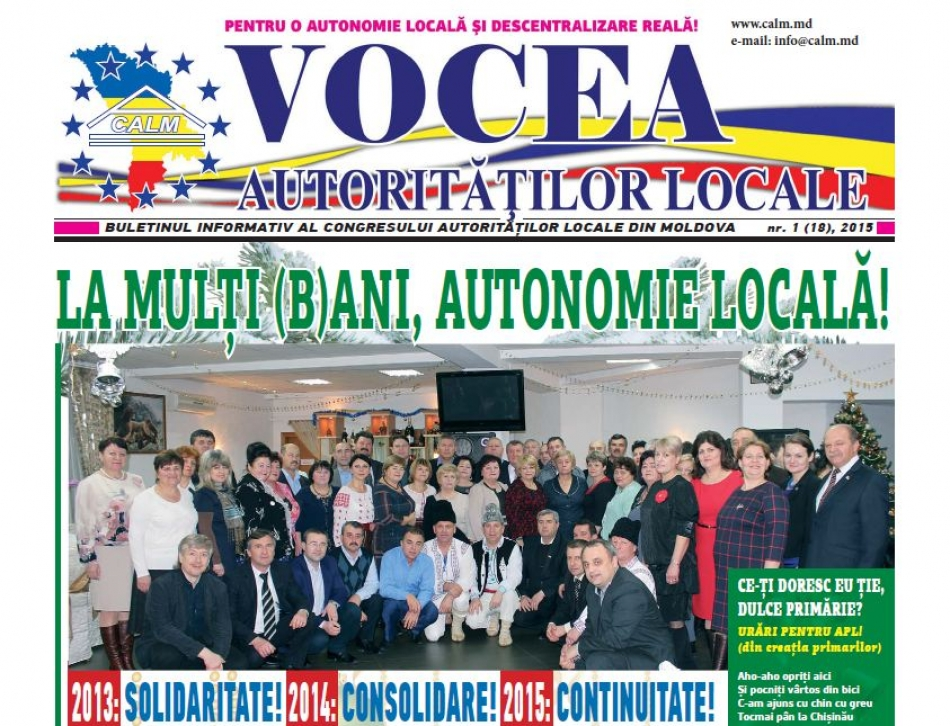 PENTRU O AUTONOMIE LOCALĂ ȘI DESCENTRALIZARE REALĂ!
www.calm.md
e-mail: info@calm.md
CALM
VOCEA
AUTORITĂȚILOR LOCALE
BULETINUL INFORMATIV AL CONGRESULUI AUTORITĂȚILOR LOCALE DIN MOLDOVA nr. 1 (18), 2015
LA MULȚI (B)ANI, AUTONOMIE LOCALĂ!
CE-ȚI DORESC EU ȚIE,
DULCE PRIMĂRIE?
URĂRI PENTRU APL!
(din creația primarilor)
Aho-aho opriți aici
Și pocniți vârtos din bici
C-am ajuns cu chin cu greu
Tocmai pân la Chișinău
2013: SOLIDARITATE! 2014: CONSOLIDARE! 2015: CONTINUITATE!